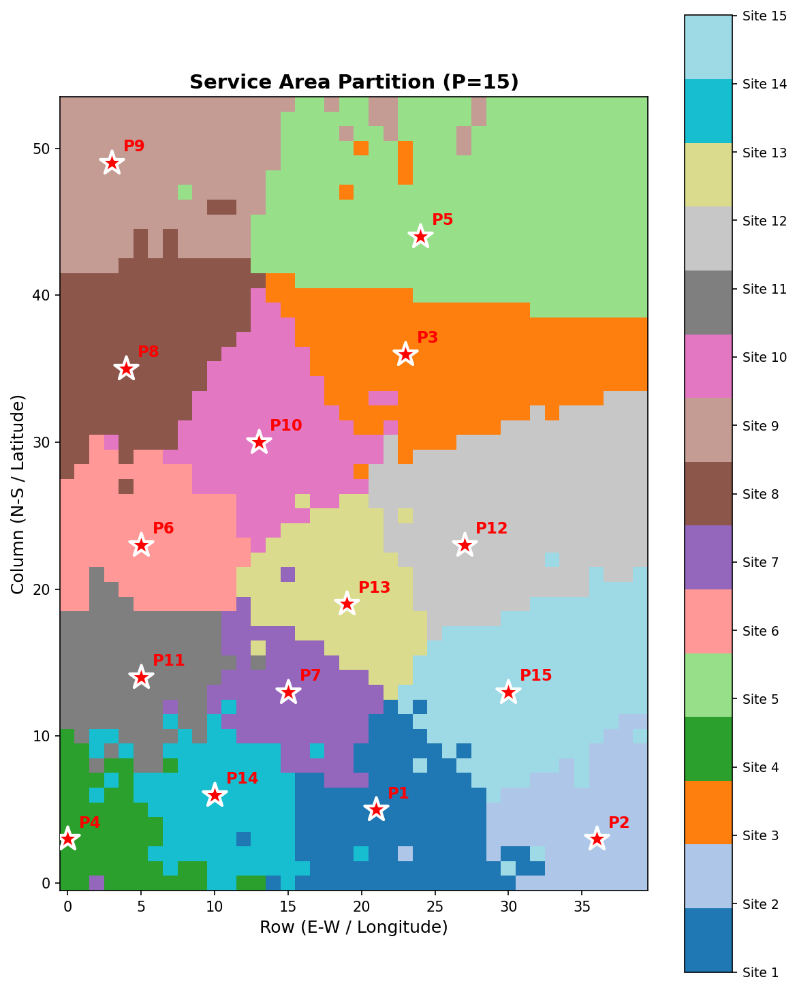 Service Area Partition (P=15)
Column (N-S / Latitude)
50
40
30
20
10
0
P9
P5
P3
P8
P10
P12
P6
P13
P11
P7
P15
P14
P1
P4
P2
0 5 10 15 20 25 30 35
Row (E-W / Longitude)
Site 15
Site 14
Site 13
Site 12
Site 11
Site 10
Site 9
Site 8
Site 7
Site 6
Site 5
Site 4
Site 3
Site 2
Site 1